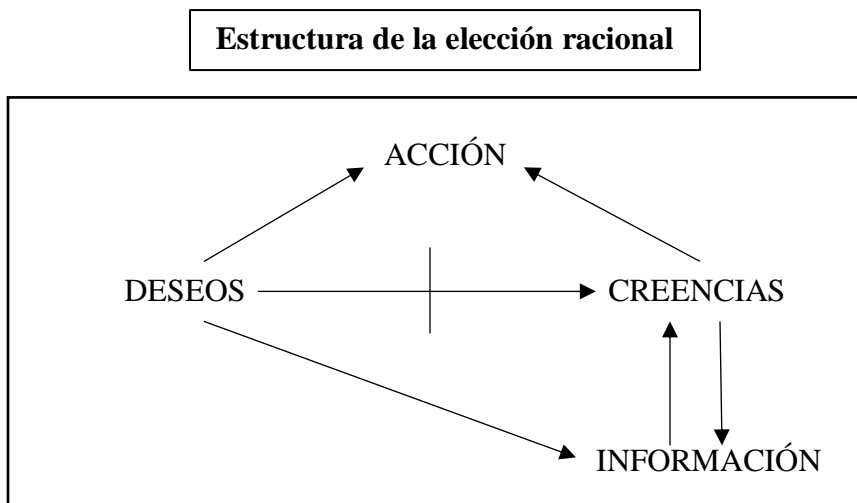 Estructura de la elección racional
ACCIÓN
DESEOS
CREENCIAS
INFORMACIÓN